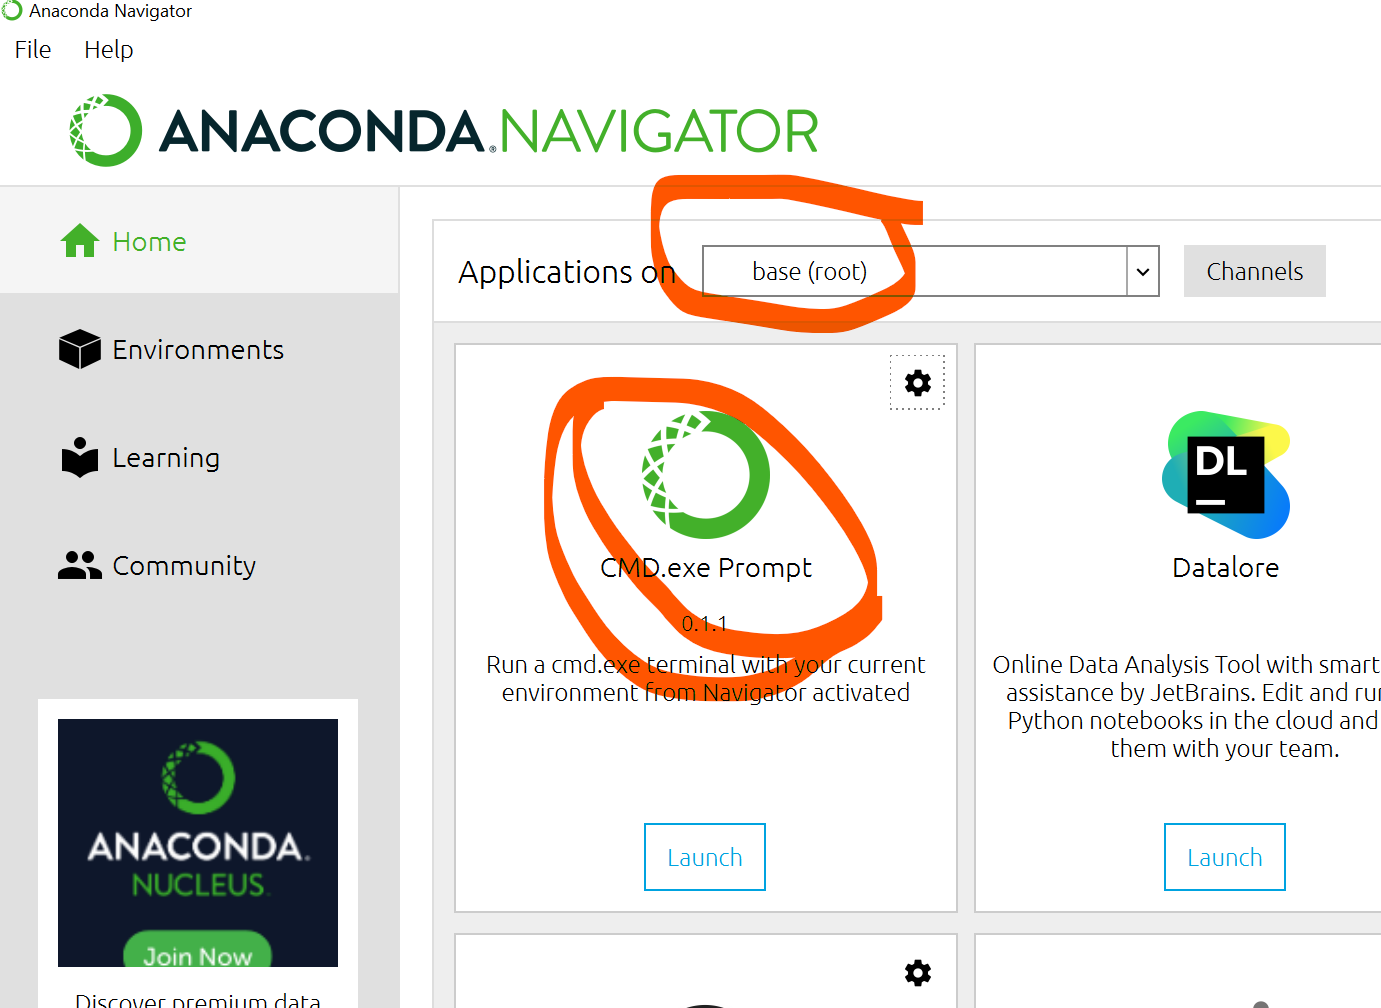 Anaconda Navigator
File Help
ANACONDA.NAVIGATOR
Home
Applications on base (root) Channels
Environments
Learning
Community
CMD.exe Prompt
0.1.1
Run a cmd.exe terminal with your current
environment from Navigator activated
Launch
DL
Datalore
Online Data Analysis Tool with smart
assistance by JetBrains. Edit and run
Python notebooks in the cloud and
them with your team.
Launch
ANACONDA.
NUCLEUS
Join Now
Discover premium data